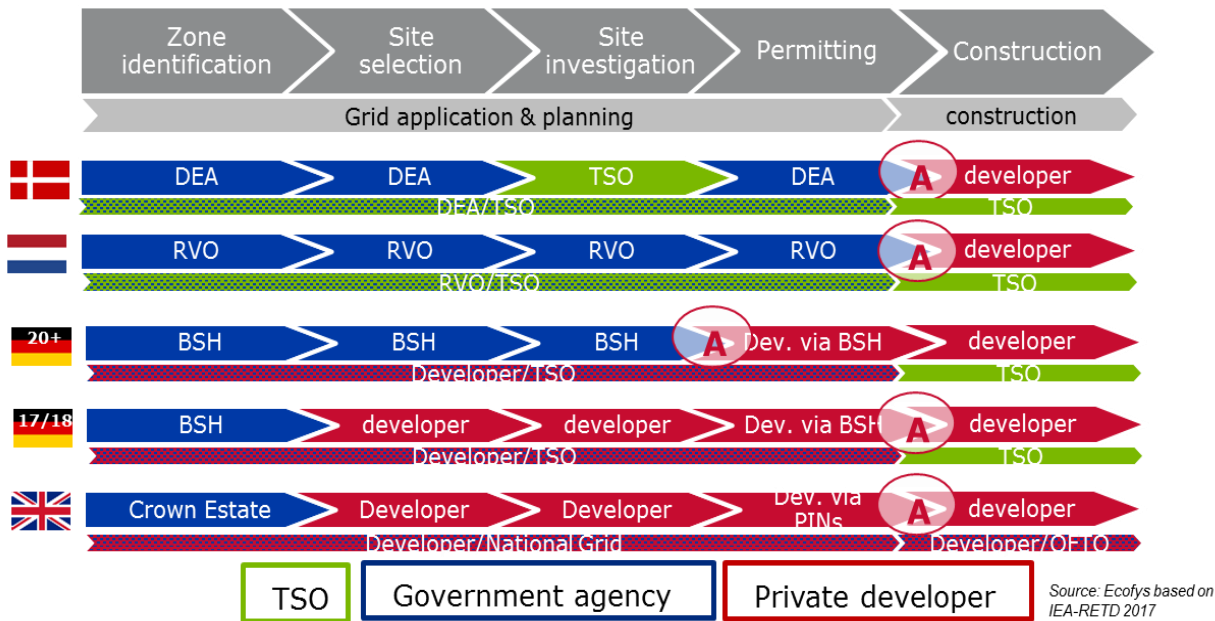 Zone identification
Site selection
Site investigation
Permitting
Construction
Grid application & planning
construction
DEA
DEA
TSO
DEA
A
developer
DEA/TSO
TSO
RVO
RVO
RVO
RVO
A
developer
RVO/TSO
TSO
20+
BSH
BSH
BSH
A
Dev. via BSH
developer
Developer/TSO
TSO
17/18
BSH
developer
developer
Dev. via BSH
A
developer
Developer/TSO
TSO
Crown Estate
Developer
Developer
Dev. via
PINs
A
developer
Developer/National Grid
Developer/OFTO
TSO
Government agency
Private developer
Source: Ecofys based on
IEA-RETD 2017